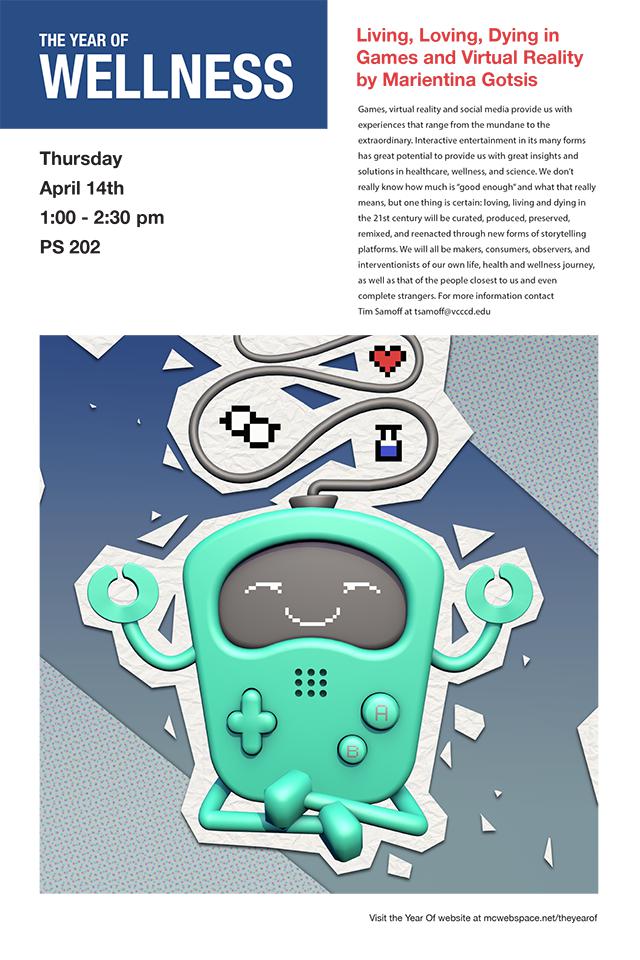 THE YEAR OF
WELLNESS
Thursday
April 14th
1:00 - 2:30 pm
PS 202
Living, Loving, Dying in
Games and Virtual Reality
by Marientina Gotsis
Games, virtual reality and social media provide us with
experiences that range from the mundane to the
extraordinary. Interactive entertainment in its many forms
has great potential to provide us with great insights and
solutions in healthcare, wellness, and science. We don't
really know how much is "good enough" and what that really
means, but one thing is certain: loving, living and dying in
the 21st century will be curated, produced, preserved,
remixed, and reenacted through new forms of storytelling
platforms. We will all be makers, consumers, observers, and
interventionists of our own life, health and wellness journey,
as well as that of the people closest to us and even
complete strangers. For more information contact
Tim Samoff at tsamoff@vcccd.edu
A
B
Visit the Year Of website at mcwebspace.net/theyearof